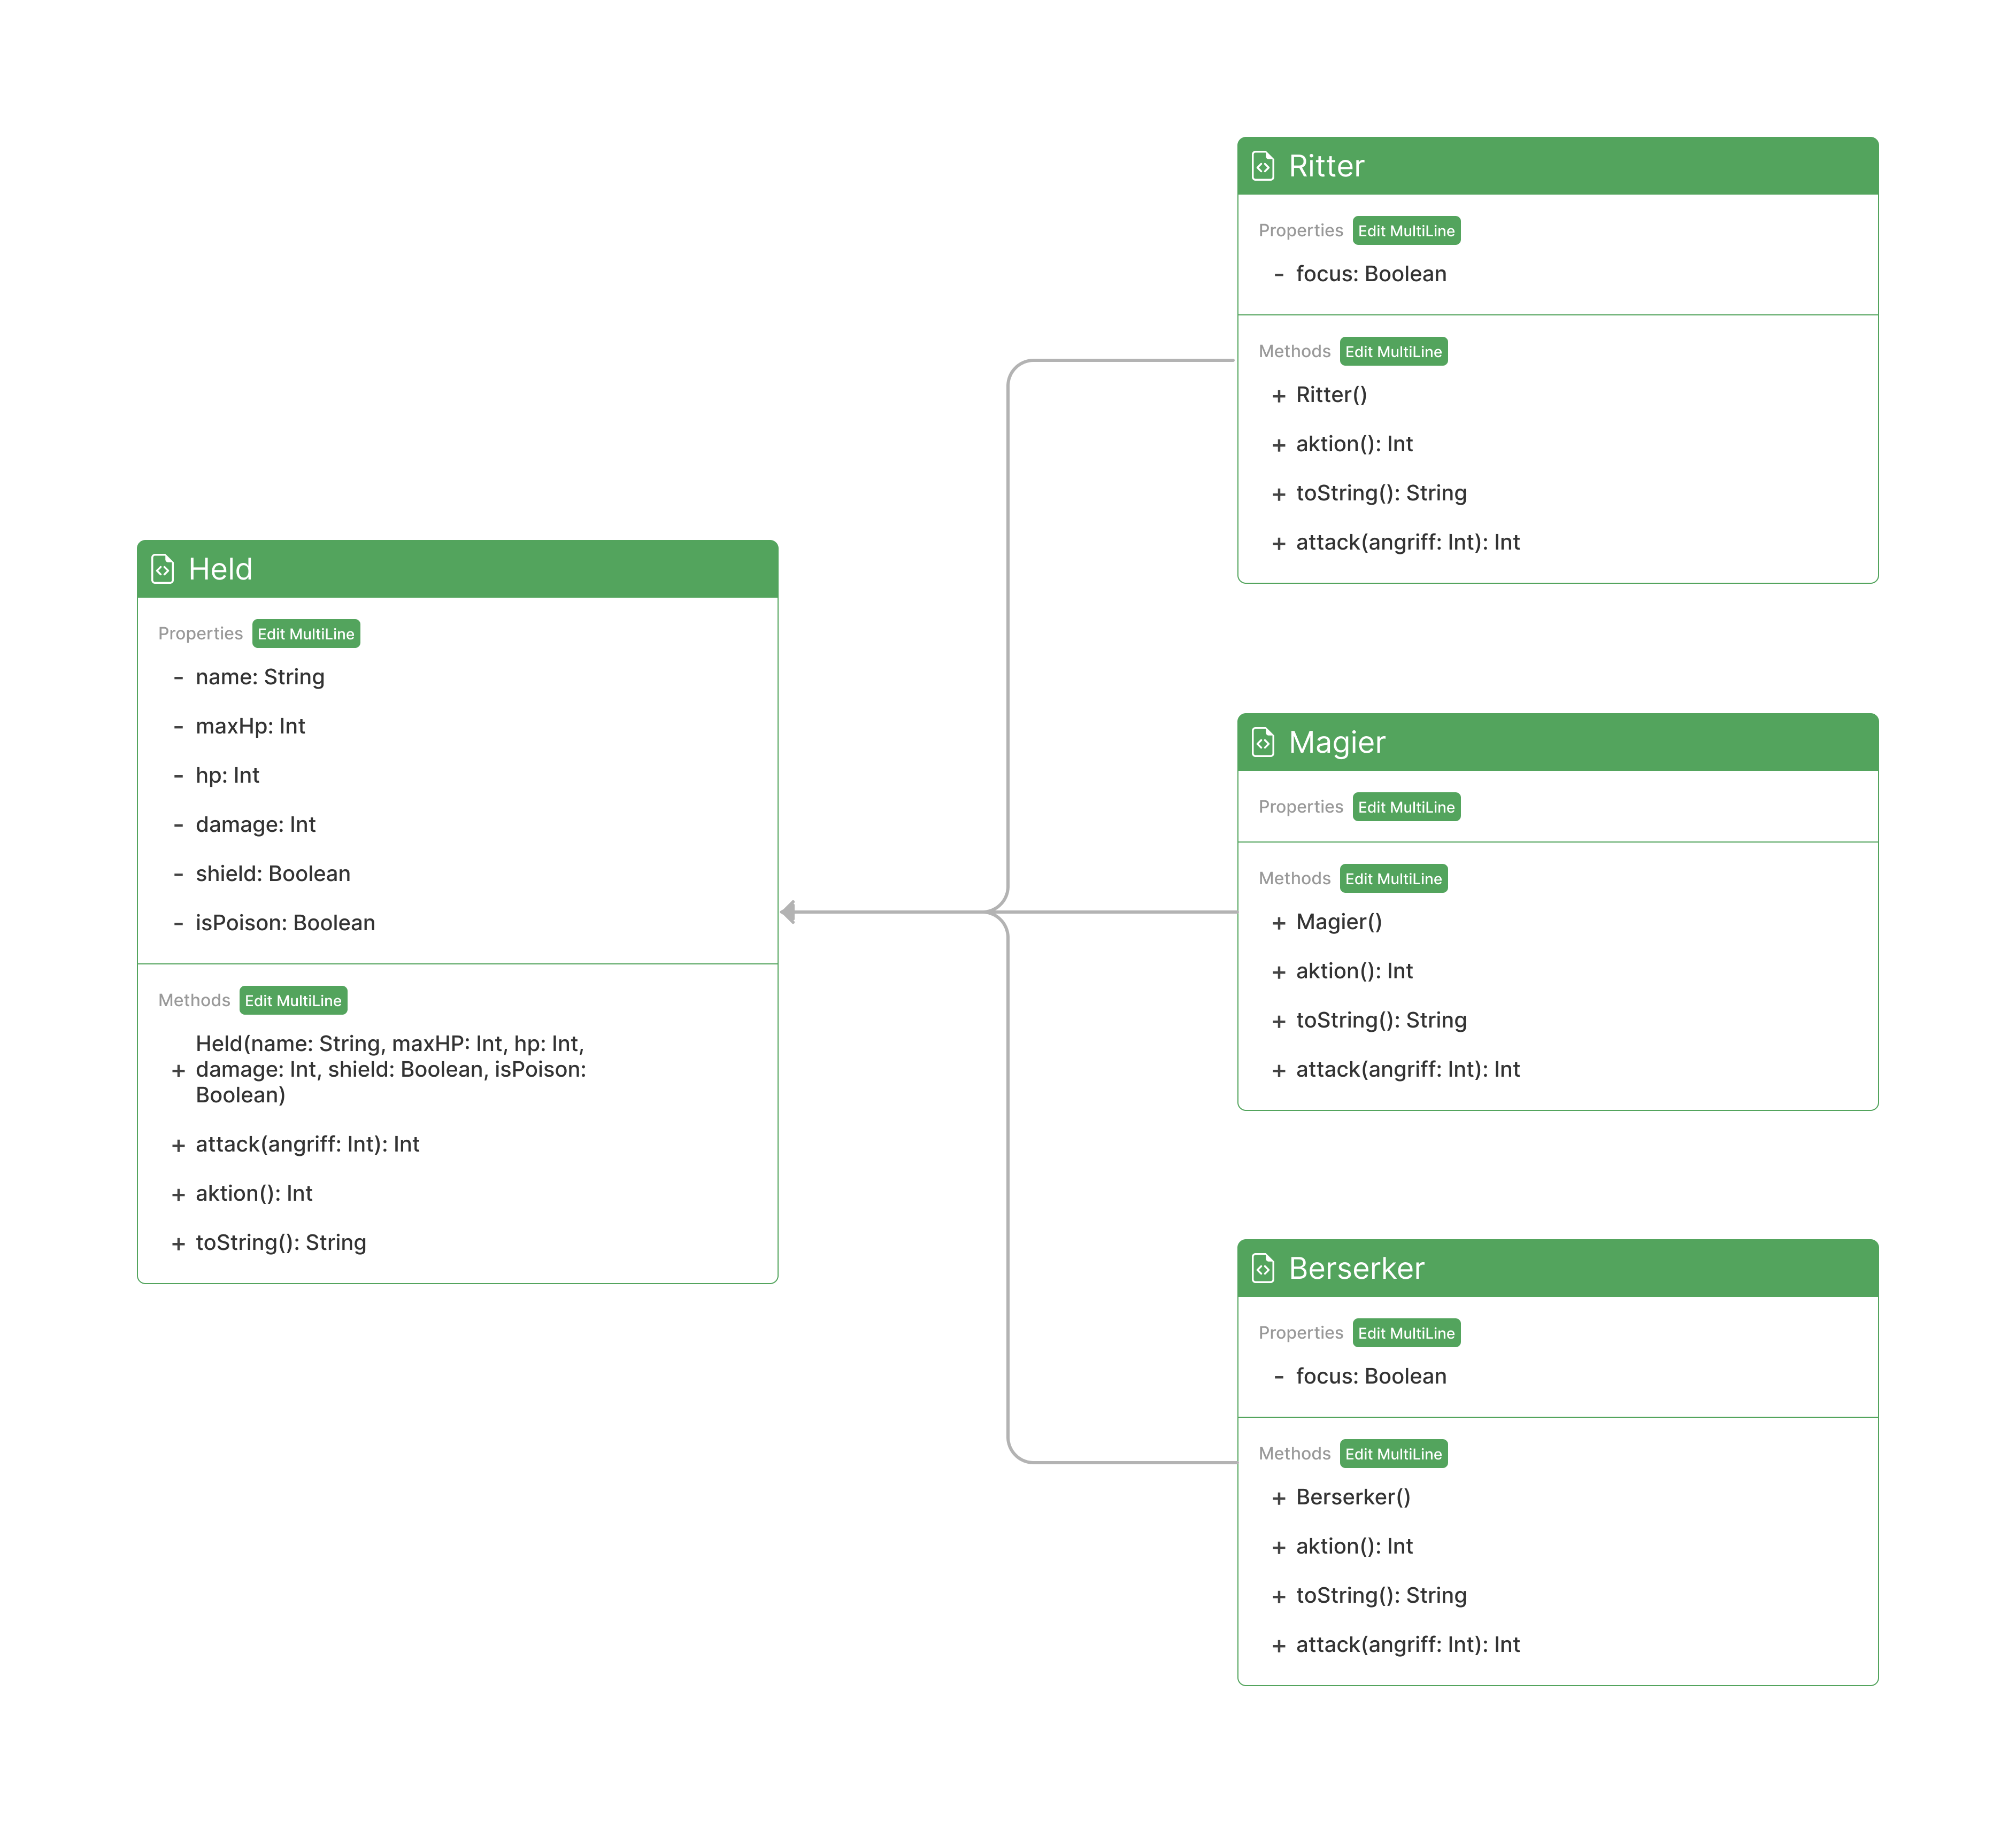 Held
Properties Edit MultiLine
- name: String
- maxHp: Int
- hp: Int
- damage: Int
- shield: Boolean
- isPoison: Boolean
Methods Edit MultiLine
Held(name: String, maxHP: Int, hp: Int,
+ damage: Int, shield: Boolean, isPoison:
Boolean)
+ attack(angriff: Int): Int
+ aktion(): Int
+ toString(): String
Ritter
Properties Edit MultiLine
- focus: Boolean
Methods Edit MultiLine
+ Ritter()
+ aktion(): Int
+ toString(): String
+ attack(angriff: Int): Int
Magier
Properties Edit MultiLine
Methods Edit MultiLine
+ Magier()
+ aktion(): Int
+ toString(): String
+ attack(angriff: Int): Int
Berserker
Properties Edit MultiLine
- focus: Boolean
Methods Edit MultiLine
+ Berserker()
+ aktion(): Int
+ toString(): String
+ attack(angriff: Int): Int